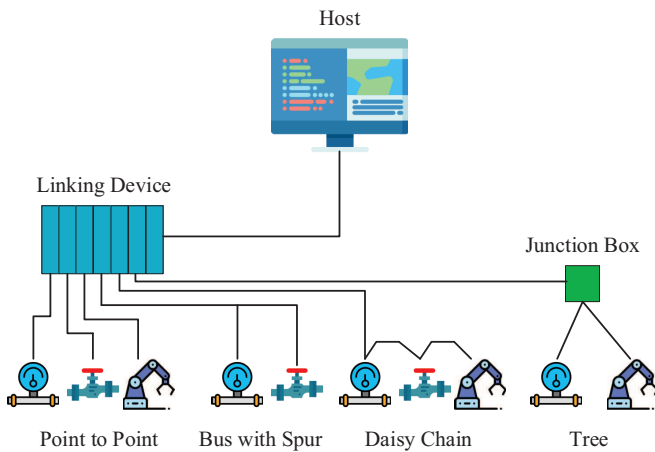 Host
Linking Device
Junction Box
Point to Point
Bus with Spur
Daisy Chain
Tree